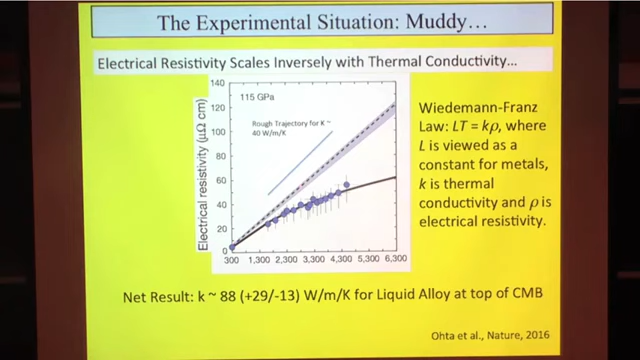 The Experimental Situation: Muddy…
Electrical Resistivity Scales Inversely with Thermal Conductivity…
140
120
100
80
60
40
20
0
Electrical resistivity (μΩ cm)
115 GPa
Rough Trajectory for K ~
40 W/m/K
300 1,300 2,300 3,300 4,300 5,300 6,300
Wiedemann-Franz
Law: LT = kρ, where
L is viewed as a
constant for metals,
k is thermal
conductivity and ρ is
electrical resistivity.
Net Result: k ~ 88 (+29/-13) W/m/K for Liquid Alloy at top of CMB
Ohta et al., Nature, 2016